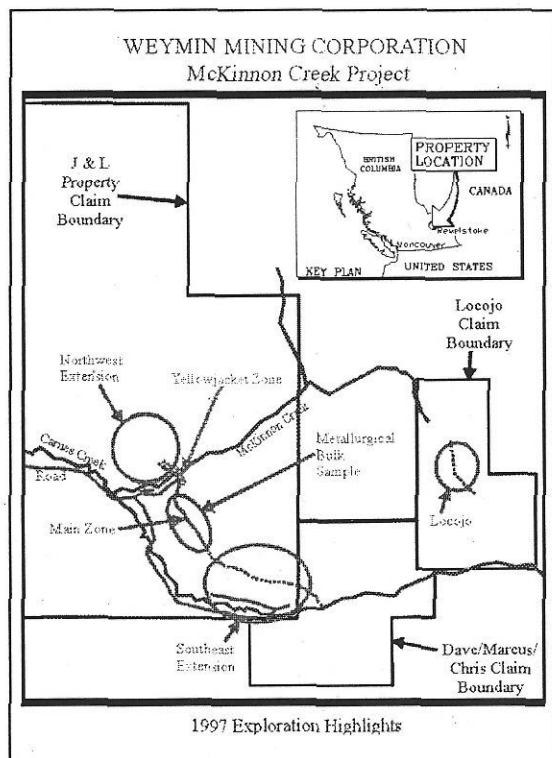 WEYMIN MINING CORPORATION
McKinnon Creek Project
J & L
Property
Claim
Boundary
BRITISH
COLUMBIA
PROPERTY
LOCATION
CANADA
Revelstoke
Vancouver
KEY PLAN
UNITED STATES
Locojo
Claim
Boundary
Northwest
Extension
Yellowjacket Zone
McKinnon Creek
Carnes Creek
Road
Metallurgical
Bulk
Sample
Main Zone
Locojo
Southeast
Extension
Dave/Marcus/
Chris Claim
Boundary
1997 Exploration Highlights